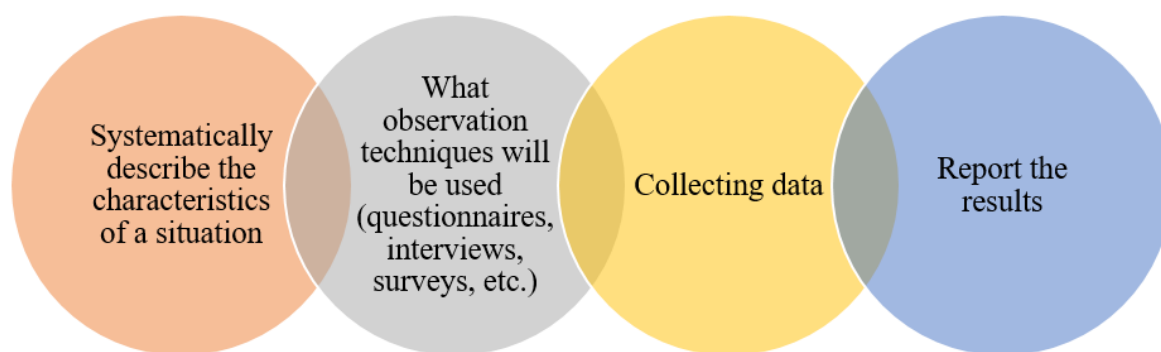 Systematically
describe the
characteristics
of a situation
What
observation
techniques will
be used
(questionnaires,
interviews,
surveys, etc.)
Collecting data
Report the
results